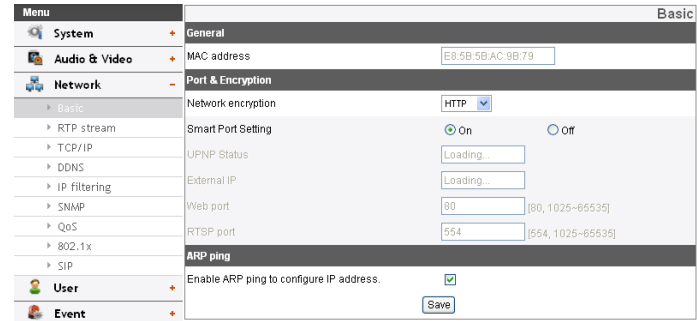 Menu
System +
Audio & Video +
Network -
Basic
RTP stream
TCP/IP
DDNS
IP filtering
SNMP
QoS
802.1x
SIP
User +
Event +
Basic
General
MAC address E8:5B:5B:AC:9B:79
Port & Encryption
Network encryption HTTP
Smart Port Setting On Off
UPNP Status Loading...
External IP Loading...
Web port 80 [80, 1025~65535]
RTSP port 554 [554, 1025~65535]
ARP ping
Enable ARP ping to configure IP address.
Save